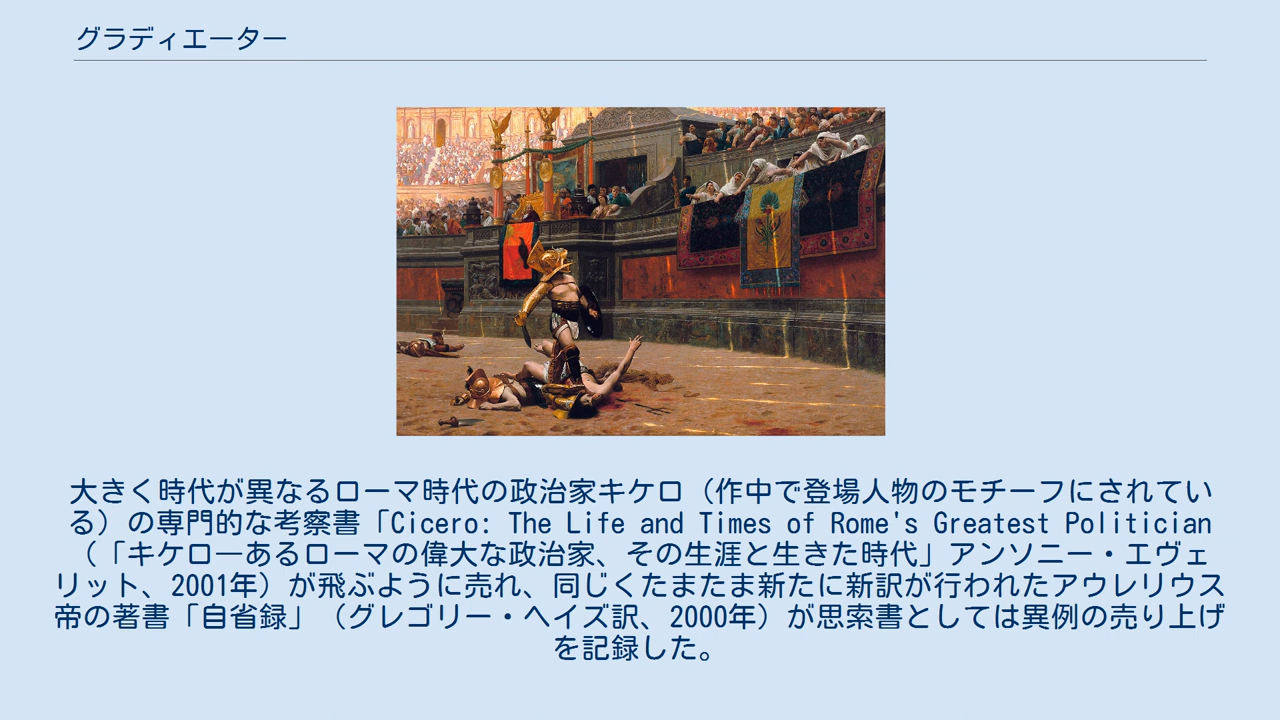 グラディエーター
大きく時代が異なるローマ時代の政治家キケロ（作中で登場人物のモチーフにされてい
る）の専門的な考察書「Cicero: The Life and Times of Rome's Greatest Politician
（「キケロ―あるローマの偉大な政治家、その生涯と生きた時代」アンソニー・エヴェ
リット、2001年）が飛ぶように売れ、同じくたまたま新たに新訳が行われたアウレリウス
帝の著書「自省録」（グレゴリー・ヘイズ訳、2000年）が思索書としては異例の売り上げ
を記録した。